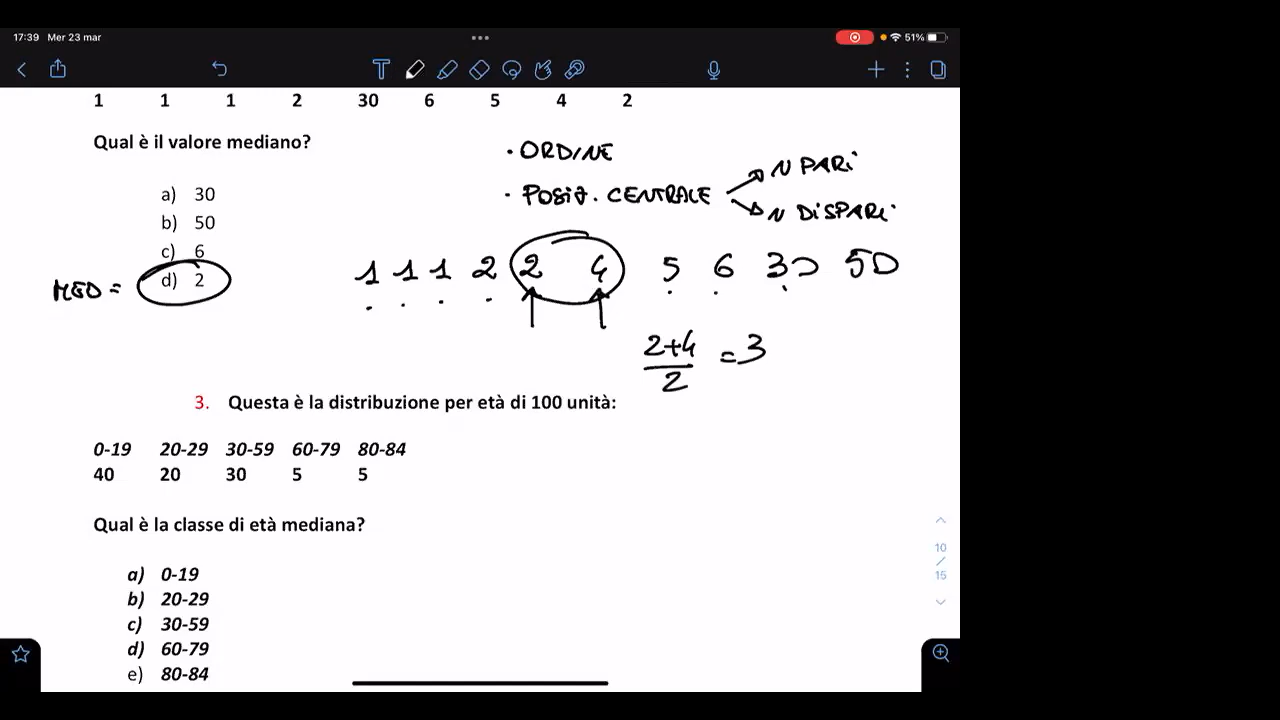 17:39 Mer 23 mar
51%
1 1 1 2 30 6 5 4 2
Qual è il valore mediano?
a) 30
b) 50
c) 6
d) 2
MED =
• ORDINE
• POSIZ. CENTRALE
N PARI
N DISPARI
1 1 1 2 2 4 5 6 30 50
2+4
2
=3
3. Questa è la distribuzione per età di 100 unità:
0-19 20-29 30-59 60-79 80-84
40 20 30 5 5
Qual è la classe di età mediana?
a) 0-19
b) 20-29
c) 30-59
d) 60-79
e) 80-84
10
/
15